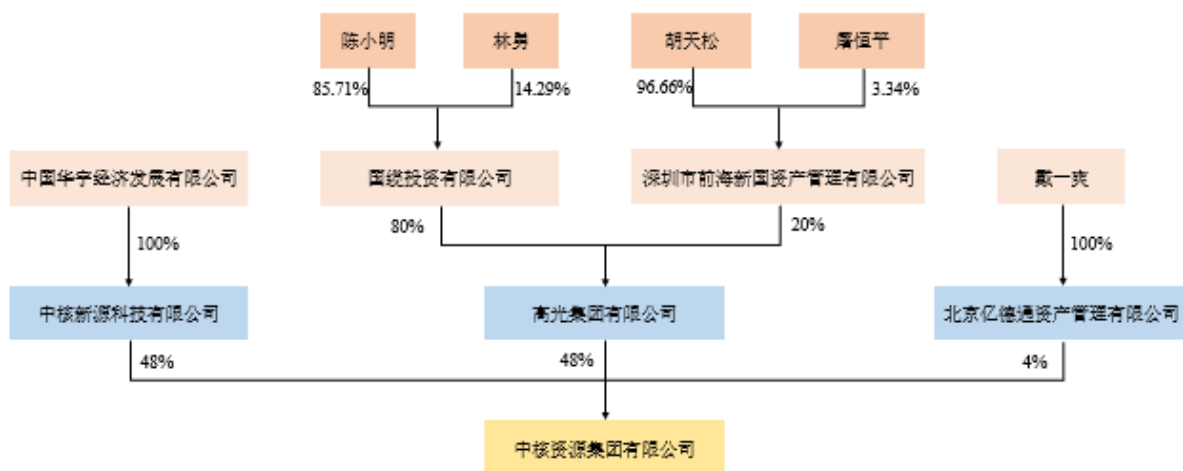 陈小明
林勇
胡天松
屠恒平
85.71%
14.29%
96.66%
3.34%
中国华宇经济发展有限公司
国缆投资有限公司
深圳市前海新国资产管理有限公司
戴一爽
100%
80%
20%
100%
中核新源科技有限公司
高光集团有限公司
北京亿德通资产管理有限公司
48%
48%
4%
中核资源集团有限公司